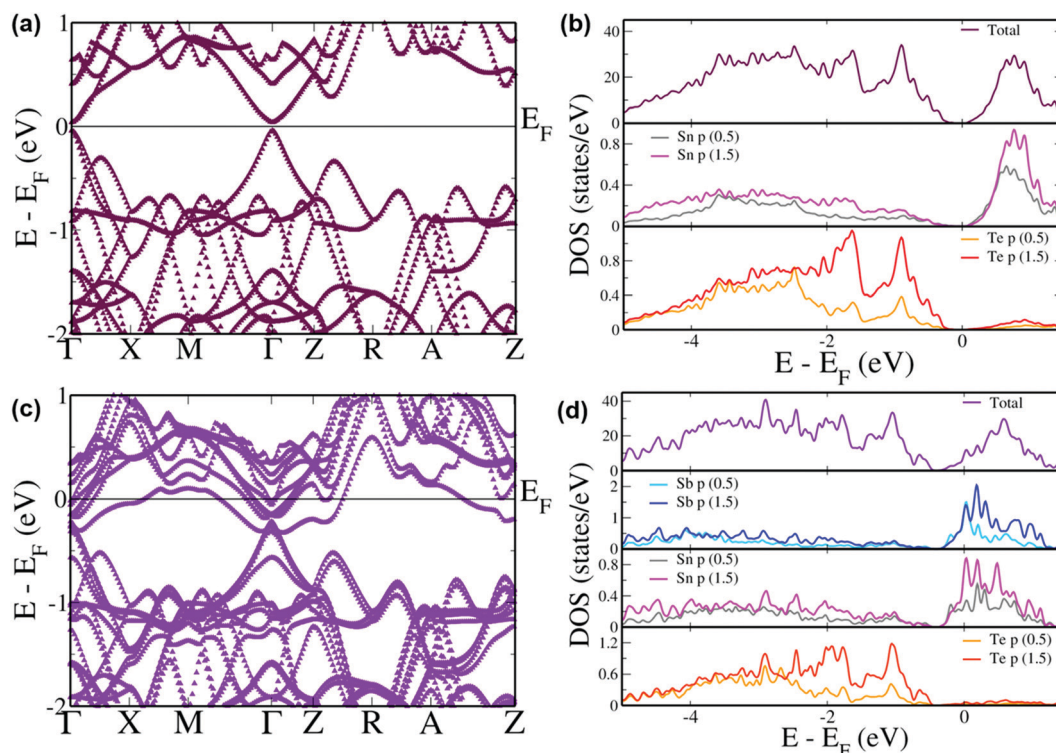 (a)
1
0
-1
-2
E - E_F (eV)
E_F
Γ X M Γ Z R A Z
(b)
Total
40
20
0
Sn p (0.5)
Sn p (1.5)
0.8
0.4
0
Te p (0.5)
Te p (1.5)
1.2
0.8
0.4
0
DOS (states/eV)
-4 -2 0
E - E_F (eV)
(c)
1
0
-1
-2
E - E_F (eV)
E_F
Γ X M Γ Z R A Z
(d)
Total
40
20
0
Sb p (0.5)
Sb p (1.5)
2
1
0
Sn p (0.5)
Sn p (1.5)
0.8
0.4
0
Te p (0.5)
Te p (1.5)
1.2
0.6
0
DOS (states/eV)
-4 -2 0
E - E_F (eV)